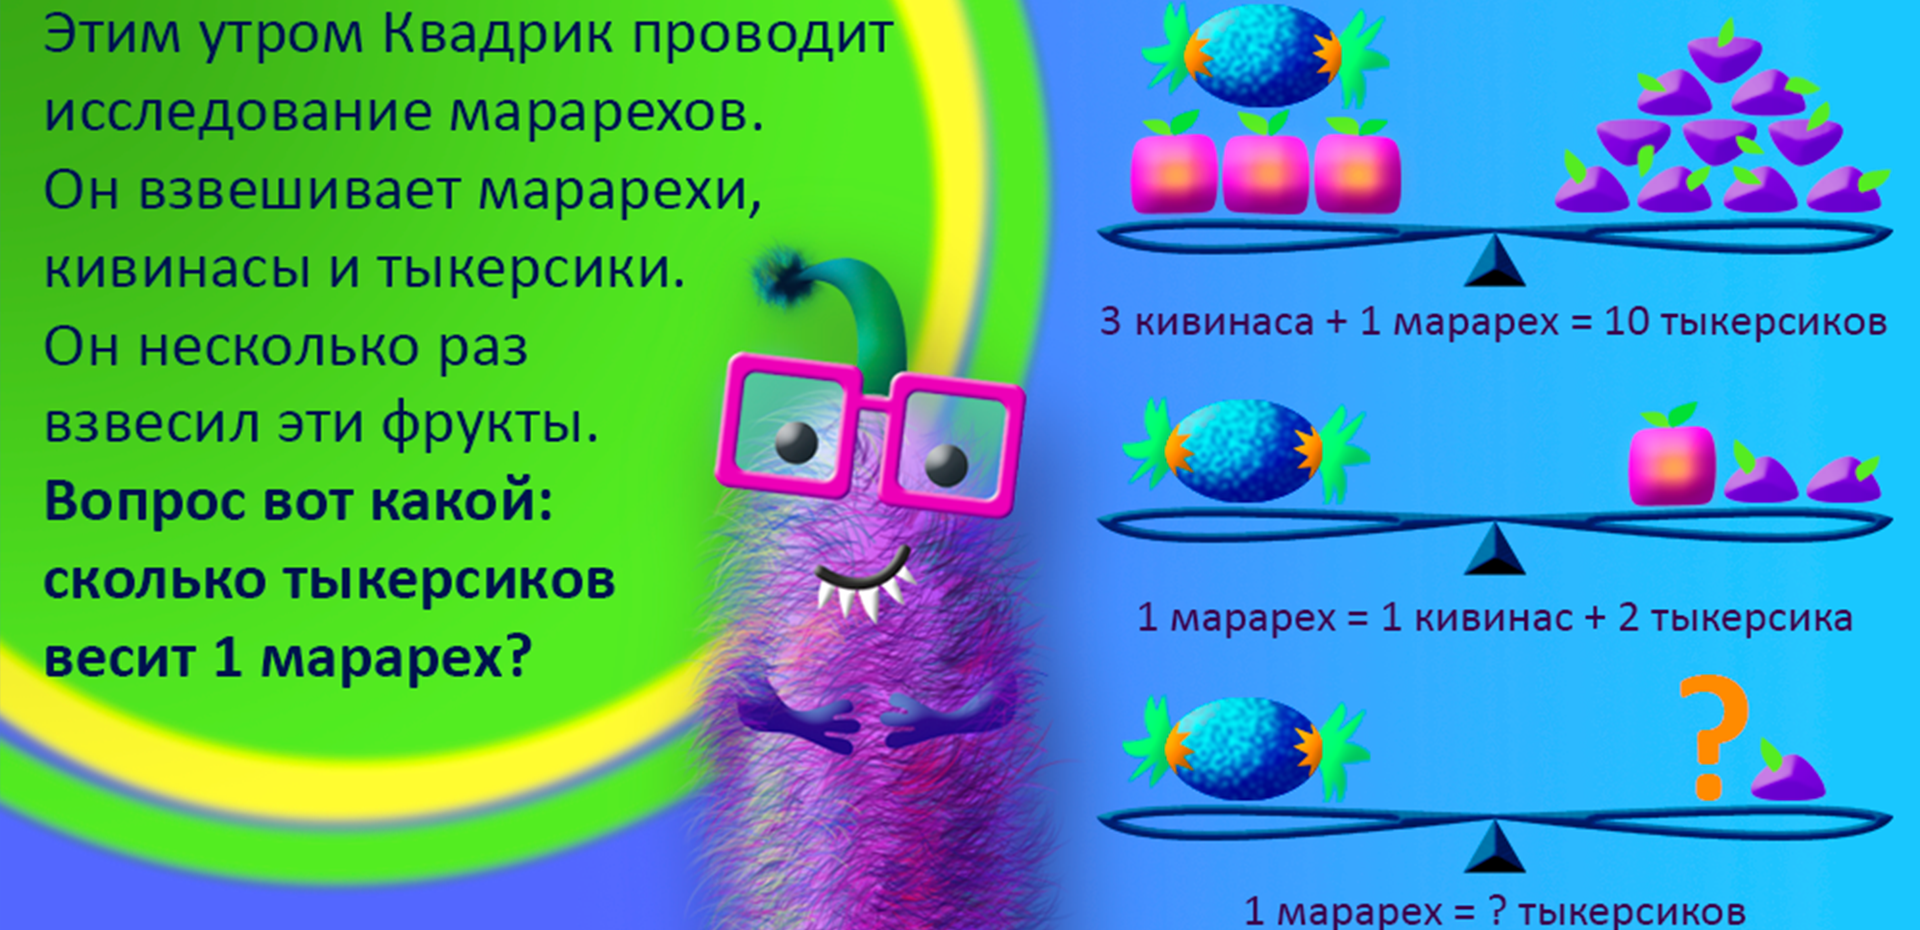 Этим утром Квадрик проводит
исследование марарехов.
Он взвешивает марарехи,
кивинасы и тыкерсики.
Он несколько раз
взвесил эти фрукты.
Вопрос вот какой:
сколько тыкерсиков
весит 1 марарех?
3 кивинаса + 1 марарех = 10 тыкерсиков
1 марарех = 1 кивинас + 2 тыкерсика
?
1 марарех = ? тыкерсиков